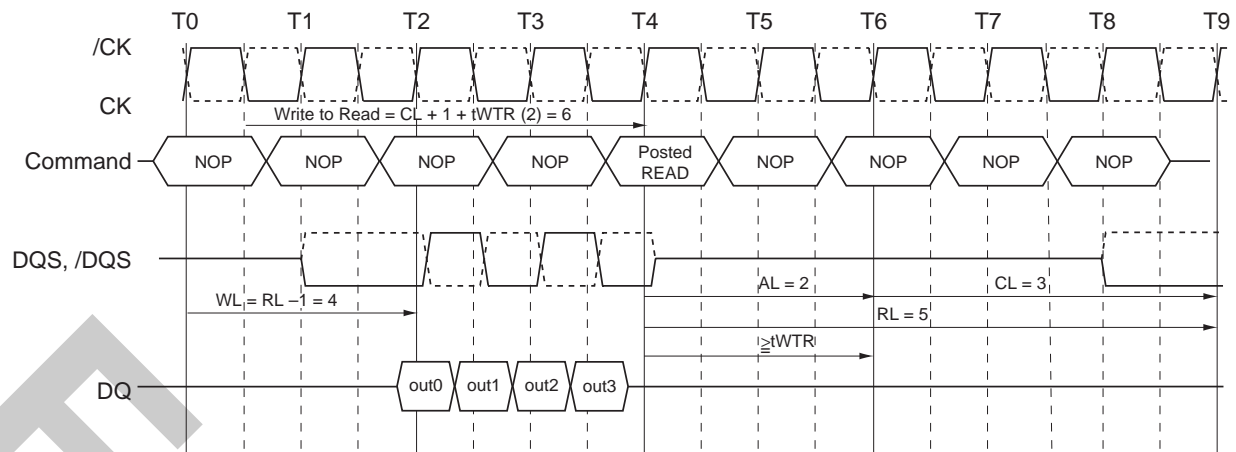 T0 T1 T2 T3 T4 T5 T6 T7 T8 T9
/CK
CK
Write to Read = CL + 1 + tWTR (2) = 6
Command
NOP NOP NOP NOP Posted READ NOP NOP NOP NOP
DQS, /DQS
WL = RL –1 = 4
AL = 2
CL = 3
RL = 5
≧tWTR
DQ
out0 out1 out2 out3